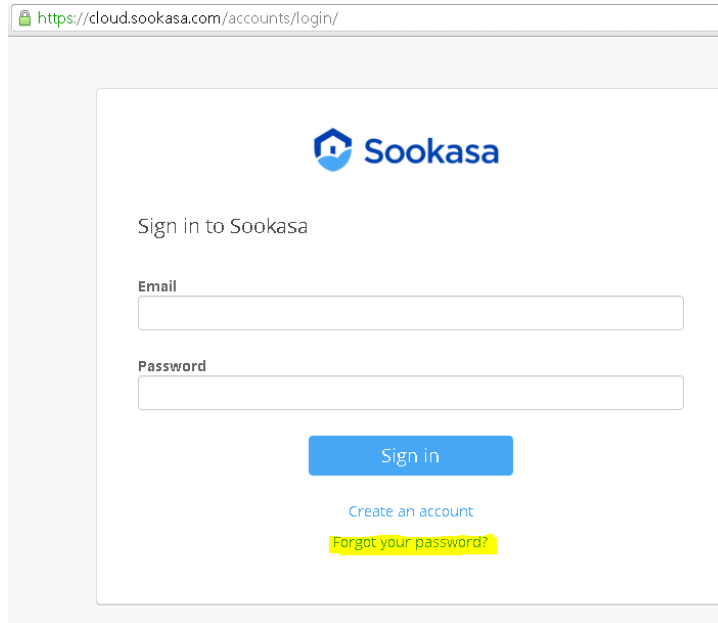 https://cloud.sookasa.com/accounts/login/
Sookasa
Sign in to Sookasa
Email
Password
Sign in
Create an account
Forgot your password?